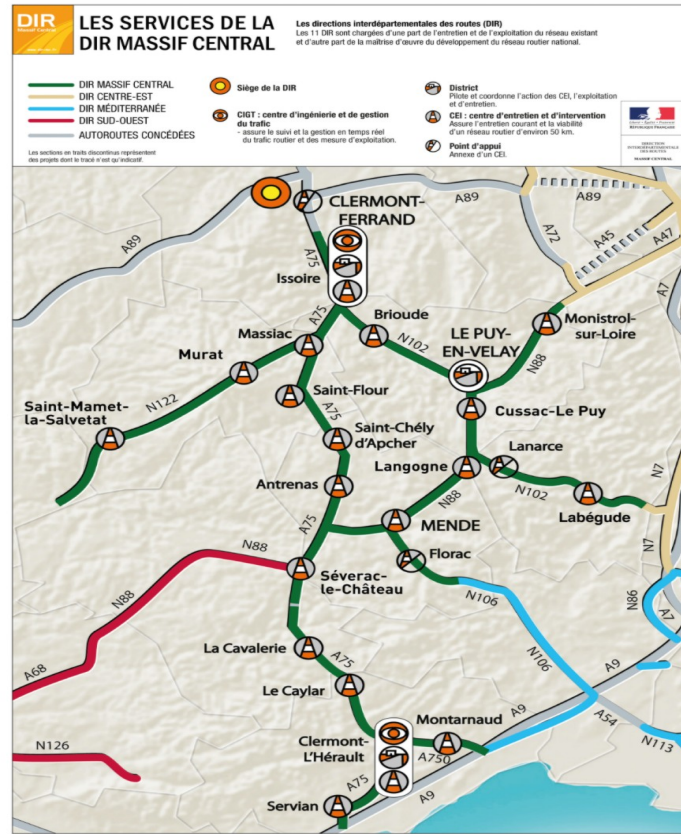 DIR
MASSIF CENTRAL
LES SERVICES DE LA
DIR MASSIF CENTRAL
Les directions interdépartementales des routes (DIR)
Les 11 DIR sont chargées d'une part de l'entretien et de l'exploitation du réseau existant
et d'autre part de la maîtrise d'œuvre du développement du réseau routier national.
DIR MASSIF CENTRAL
DIR CENTRE-EST
DIR MÉDITERRANÉE
DIR SUD-OUEST
AUTOROUTES CONCÉDÉES
Les sections en traits discontinus représentent
des projets dont le tracé n'est qu'indicatif.
Siège de la DIR
CIGT : centre d'ingénierie et de gestion
du trafic
- assure le suivi et la gestion en temps réel
du trafic routier et des mesure d'exploitation.
District
Pilote et coordonne l'action des CEI, l'exploitation
et d'entretien.
CEI : centre d'entretien et d'intervention
Assure l'entretien courant et la viabilité
d'un réseau routier d'environ 50 km.
Point d'appui
Annexe d'un CEI.
RÉPUBLIQUE FRANÇAISE
DIRECTION
INTERDÉPARTEMENTALE
DES ROUTES
MASSIF CENTRAL
CLERMONT-
FERRAND
A89
A89
A89
A72
A45
A47
A7
A75
Issoire
A75
Brioude
N102
LE PUY-
EN-VELAY
Monistrol-
sur-Loire
N88
Massiac
Murat
Saint-Flour
N122
Saint-Mamet-
la-Salvetat
A75
Saint-Chély
d'Apcher
Cussac-Le Puy
Lanarce
Langogne
N102
Labégude
N7
N7
Antrenas
A75
N88
MENDE
Florac
N88
N88
Séverac-
le-Château
N106
N106
N86
A7
A68
La Cavalerie
A75
Le Caylar
A9
A9
A54
N113
N126
Montarnaud
Clermont-
L'Hérault
A750
A75
A9
Servian